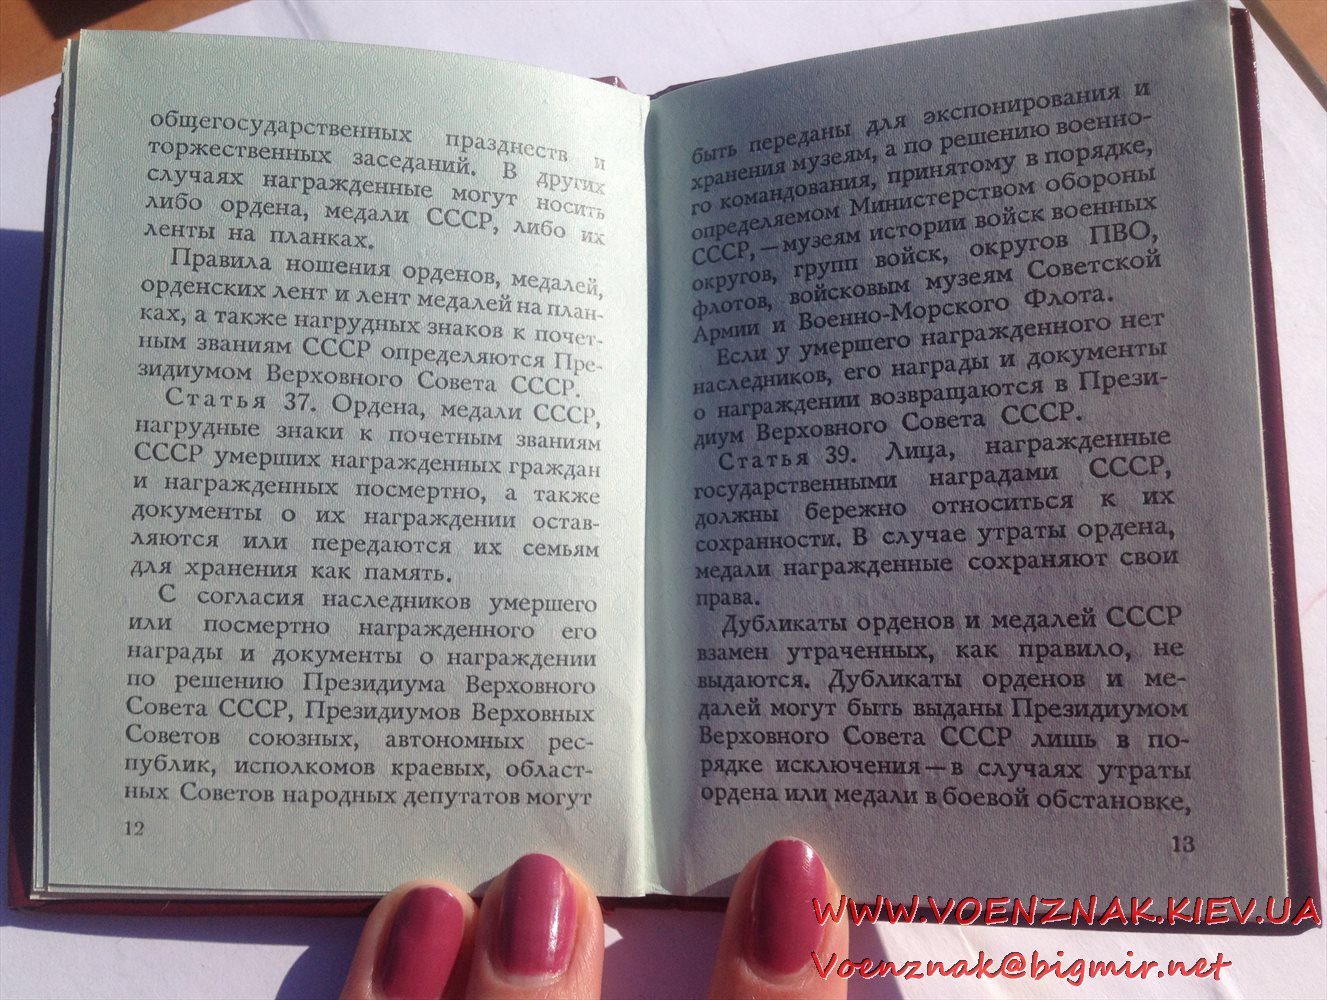 общегосударственных празднеств и
торжественных заседаний. В других
случаях награжденные могут носить
либо ордена, медали СССР, либо их
ленты на планках.
Правила ношения орденов, медалей,
орденских лент и лент медалей на план-
ках, а также нагрудных знаков к почет-
ным званиям СССР определяются Пре-
зидиумом Верховного Совета СССР.
Статья 37. Ордена, медали СССР,
нагрудные знаки к почетным званиям
СССР умерших награжденных граждан
и награжденных посмертно, а также
документы о их награждении остав-
ляются или передаются их семьям
для хранения как память.
С согласия наследников умершего
или посмертно награжденного его
награды и документы о награждении
по решению Президиума Верховного
Совета СССР, Президиумов Верховных
Советов союзных, автономных рес-
публик, исполкомов краевых, област-
ных Советов народных депутатов могут
12
быть переданы для экспонирования и
хранения музеям, а по решению военно-
го командования, принятому в порядке,
определяемом Министерством обороны
СССР, — музеям истории войск военных
округов, групп войск, округов ПВО,
флотов, войсковым музеям Советской
Армии и Военно-Морского Флота.
Если у умершего награжденного нет
наследников, его награды и документы
о награждении возвращаются в Прези-
диум Верховного Совета СССР.
Статья 39. Лица, награжденные
государственными наградами СССР,
должны бережно относиться к их
сохранности. В случае утраты ордена,
медали награжденные сохраняют свои
права.
Дубликаты орденов и медалей СССР
взамен утраченных, как правило, не
выдаются. Дубликаты орденов и ме-
далей могут быть выданы Президиумом
Верховного Совета СССР лишь в по-
рядке исключения — в случаях утраты
ордена или медали в боевой обстановке,
13
WWW.VOENZNAK.KIEV.UA
Voenznak@bigmir.net